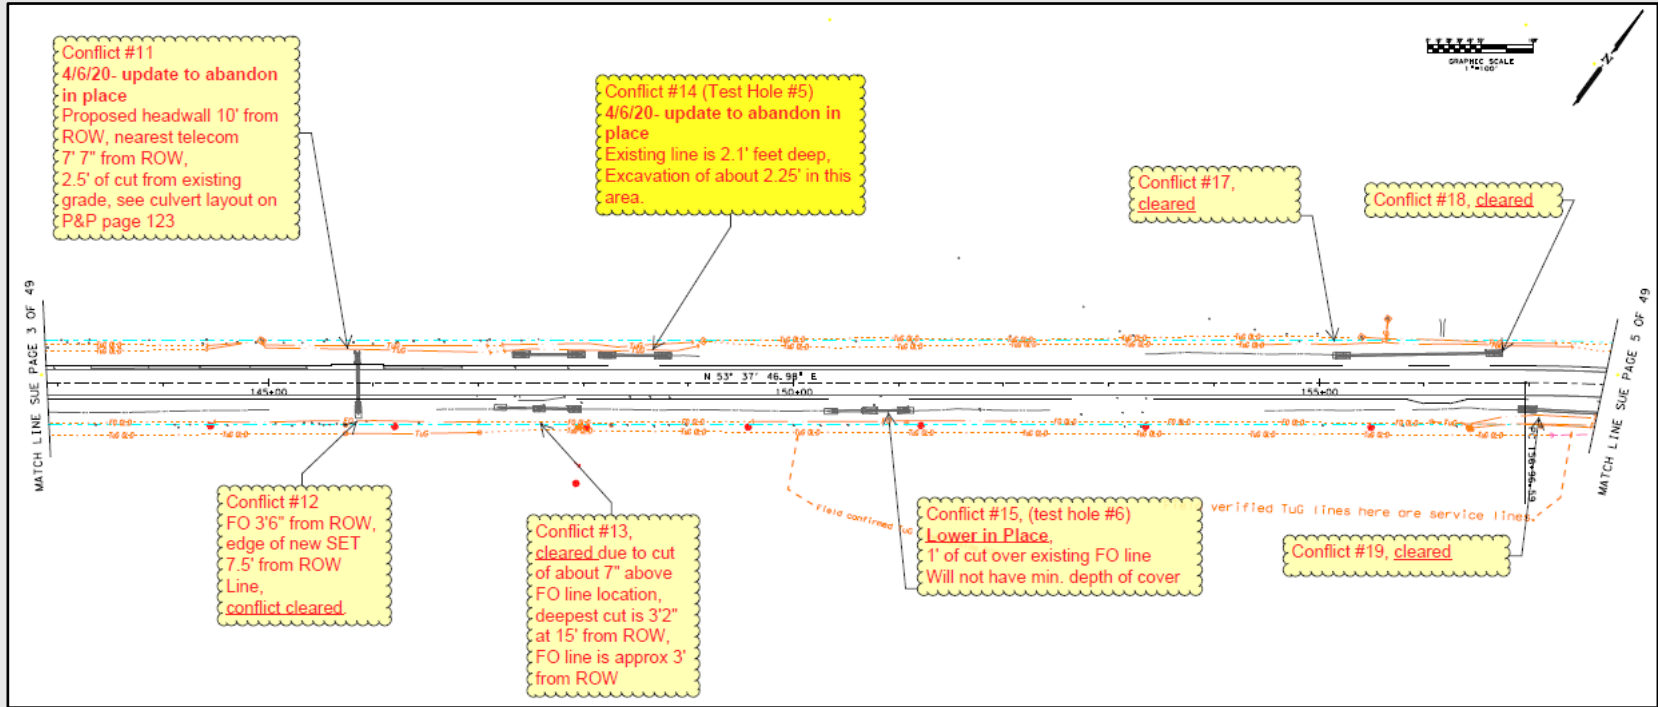 Conflict #11
4/6/20- update to abandon
in place
Proposed headwall 10' from
ROW, nearest telecom
7' 7" from ROW,
2.5' of cut from existing
grade, see culvert layout on
P&P page 123
Conflict #14 (Test Hole #5)
4/6/20- update to abandon in
place
Existing line is 2.1' feet deep,
Excavation of about 2.25' in this
area.
Conflict #17,
cleared
Conflict #18, cleared
GRAPHIC SCALE
1"=100'
N
MATCH LINE SUE PAGE 3 OF 49
MATCH LINE SUE PAGE 5 OF 49
N 53° 37' 46.98" E
145+00
150+00
155+00
PC 156+96.59
Conflict #12
FO 3'6" from ROW,
edge of new SET
7.5' from ROW
Line,
conflict cleared.
Conflict #13,
cleared due to cut
of about 7" above
FO line location,
deepest cut is 3'2"
at 15' from ROW,
FO line is approx 3'
from ROW
Field confirmed TuG
Conflict #15, (test hole #6)
Lower in Place,
1' of cut over existing FO line
Will not have min. depth of cover
verified TuG lines here are service lines.
Conflict #19, cleared